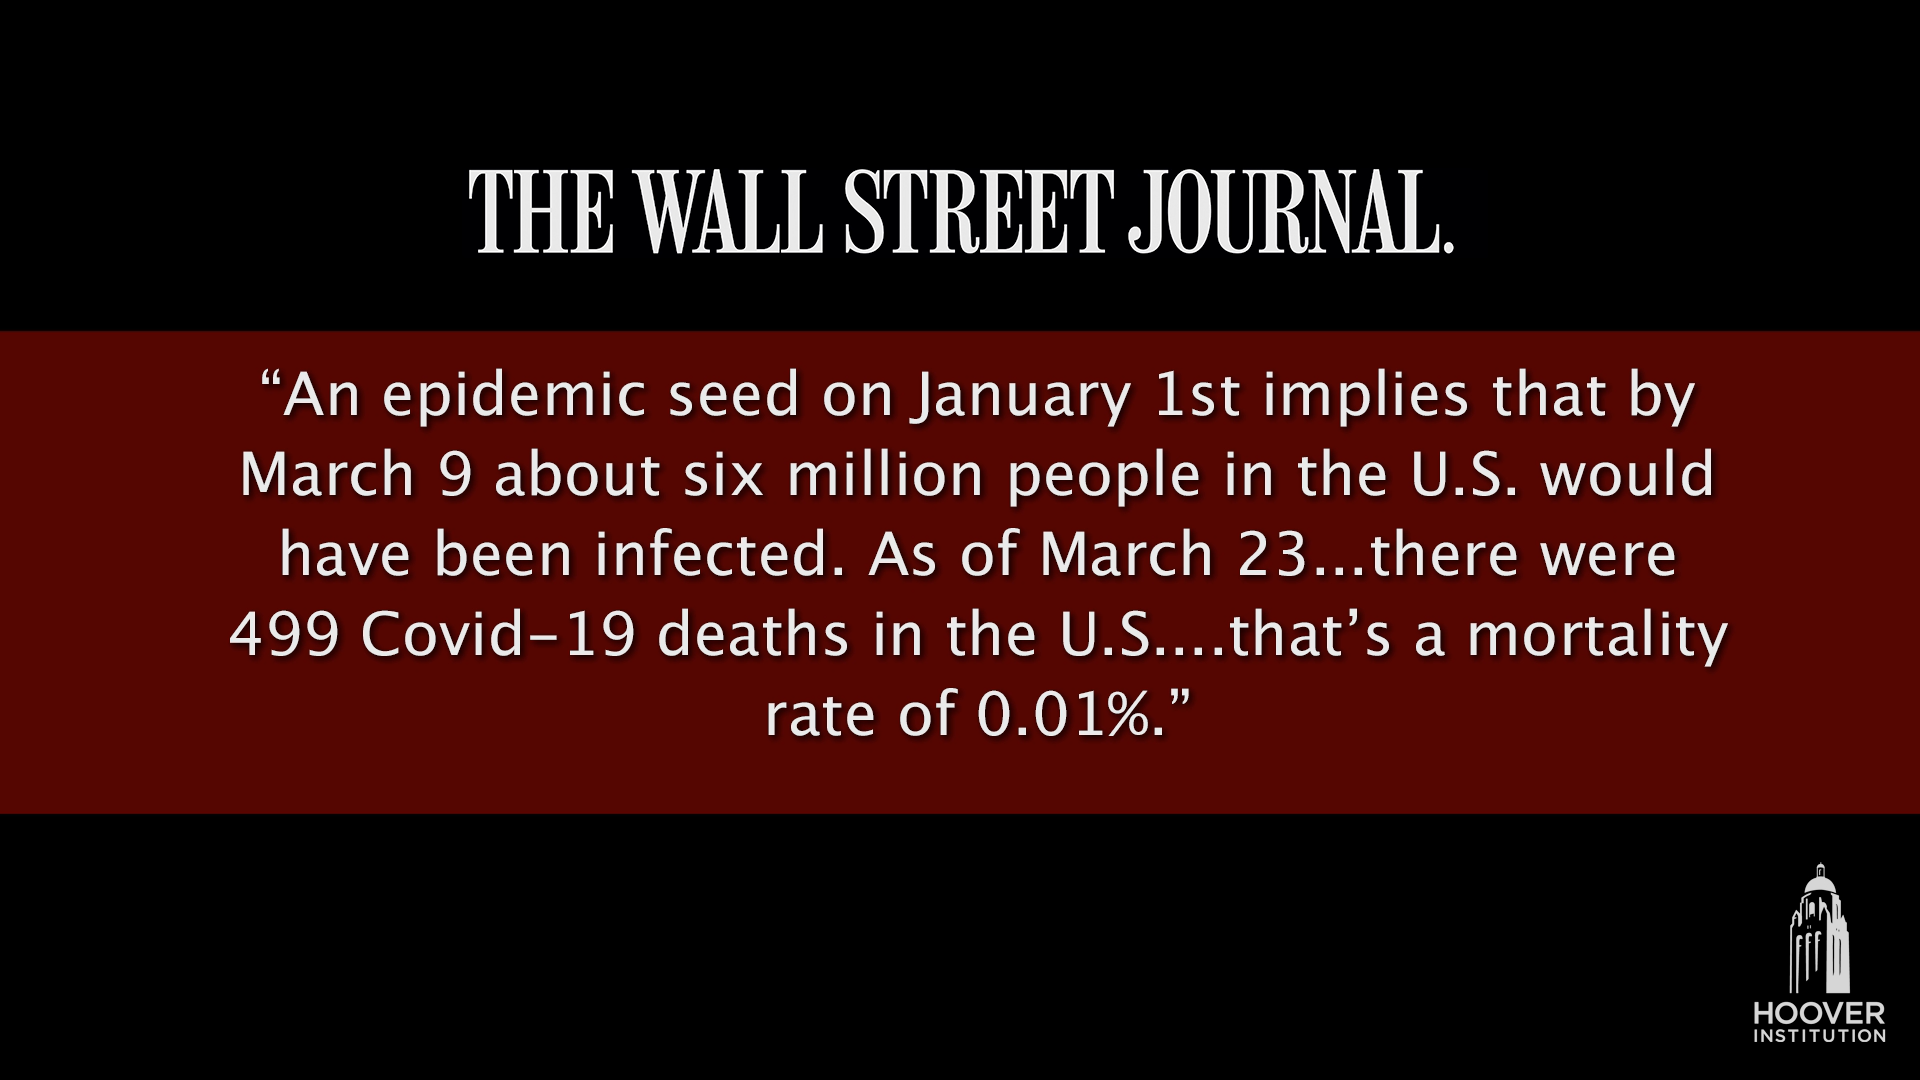 THE WALL STREET JOURNAL.
“An epidemic seed on January 1st implies that by
March 9 about six million people in the U.S. would
have been infected. As of March 23...there were
499 Covid-19 deaths in the U.S....that’s a mortality
rate of 0.01%.”
HOOVER
INSTITUTION